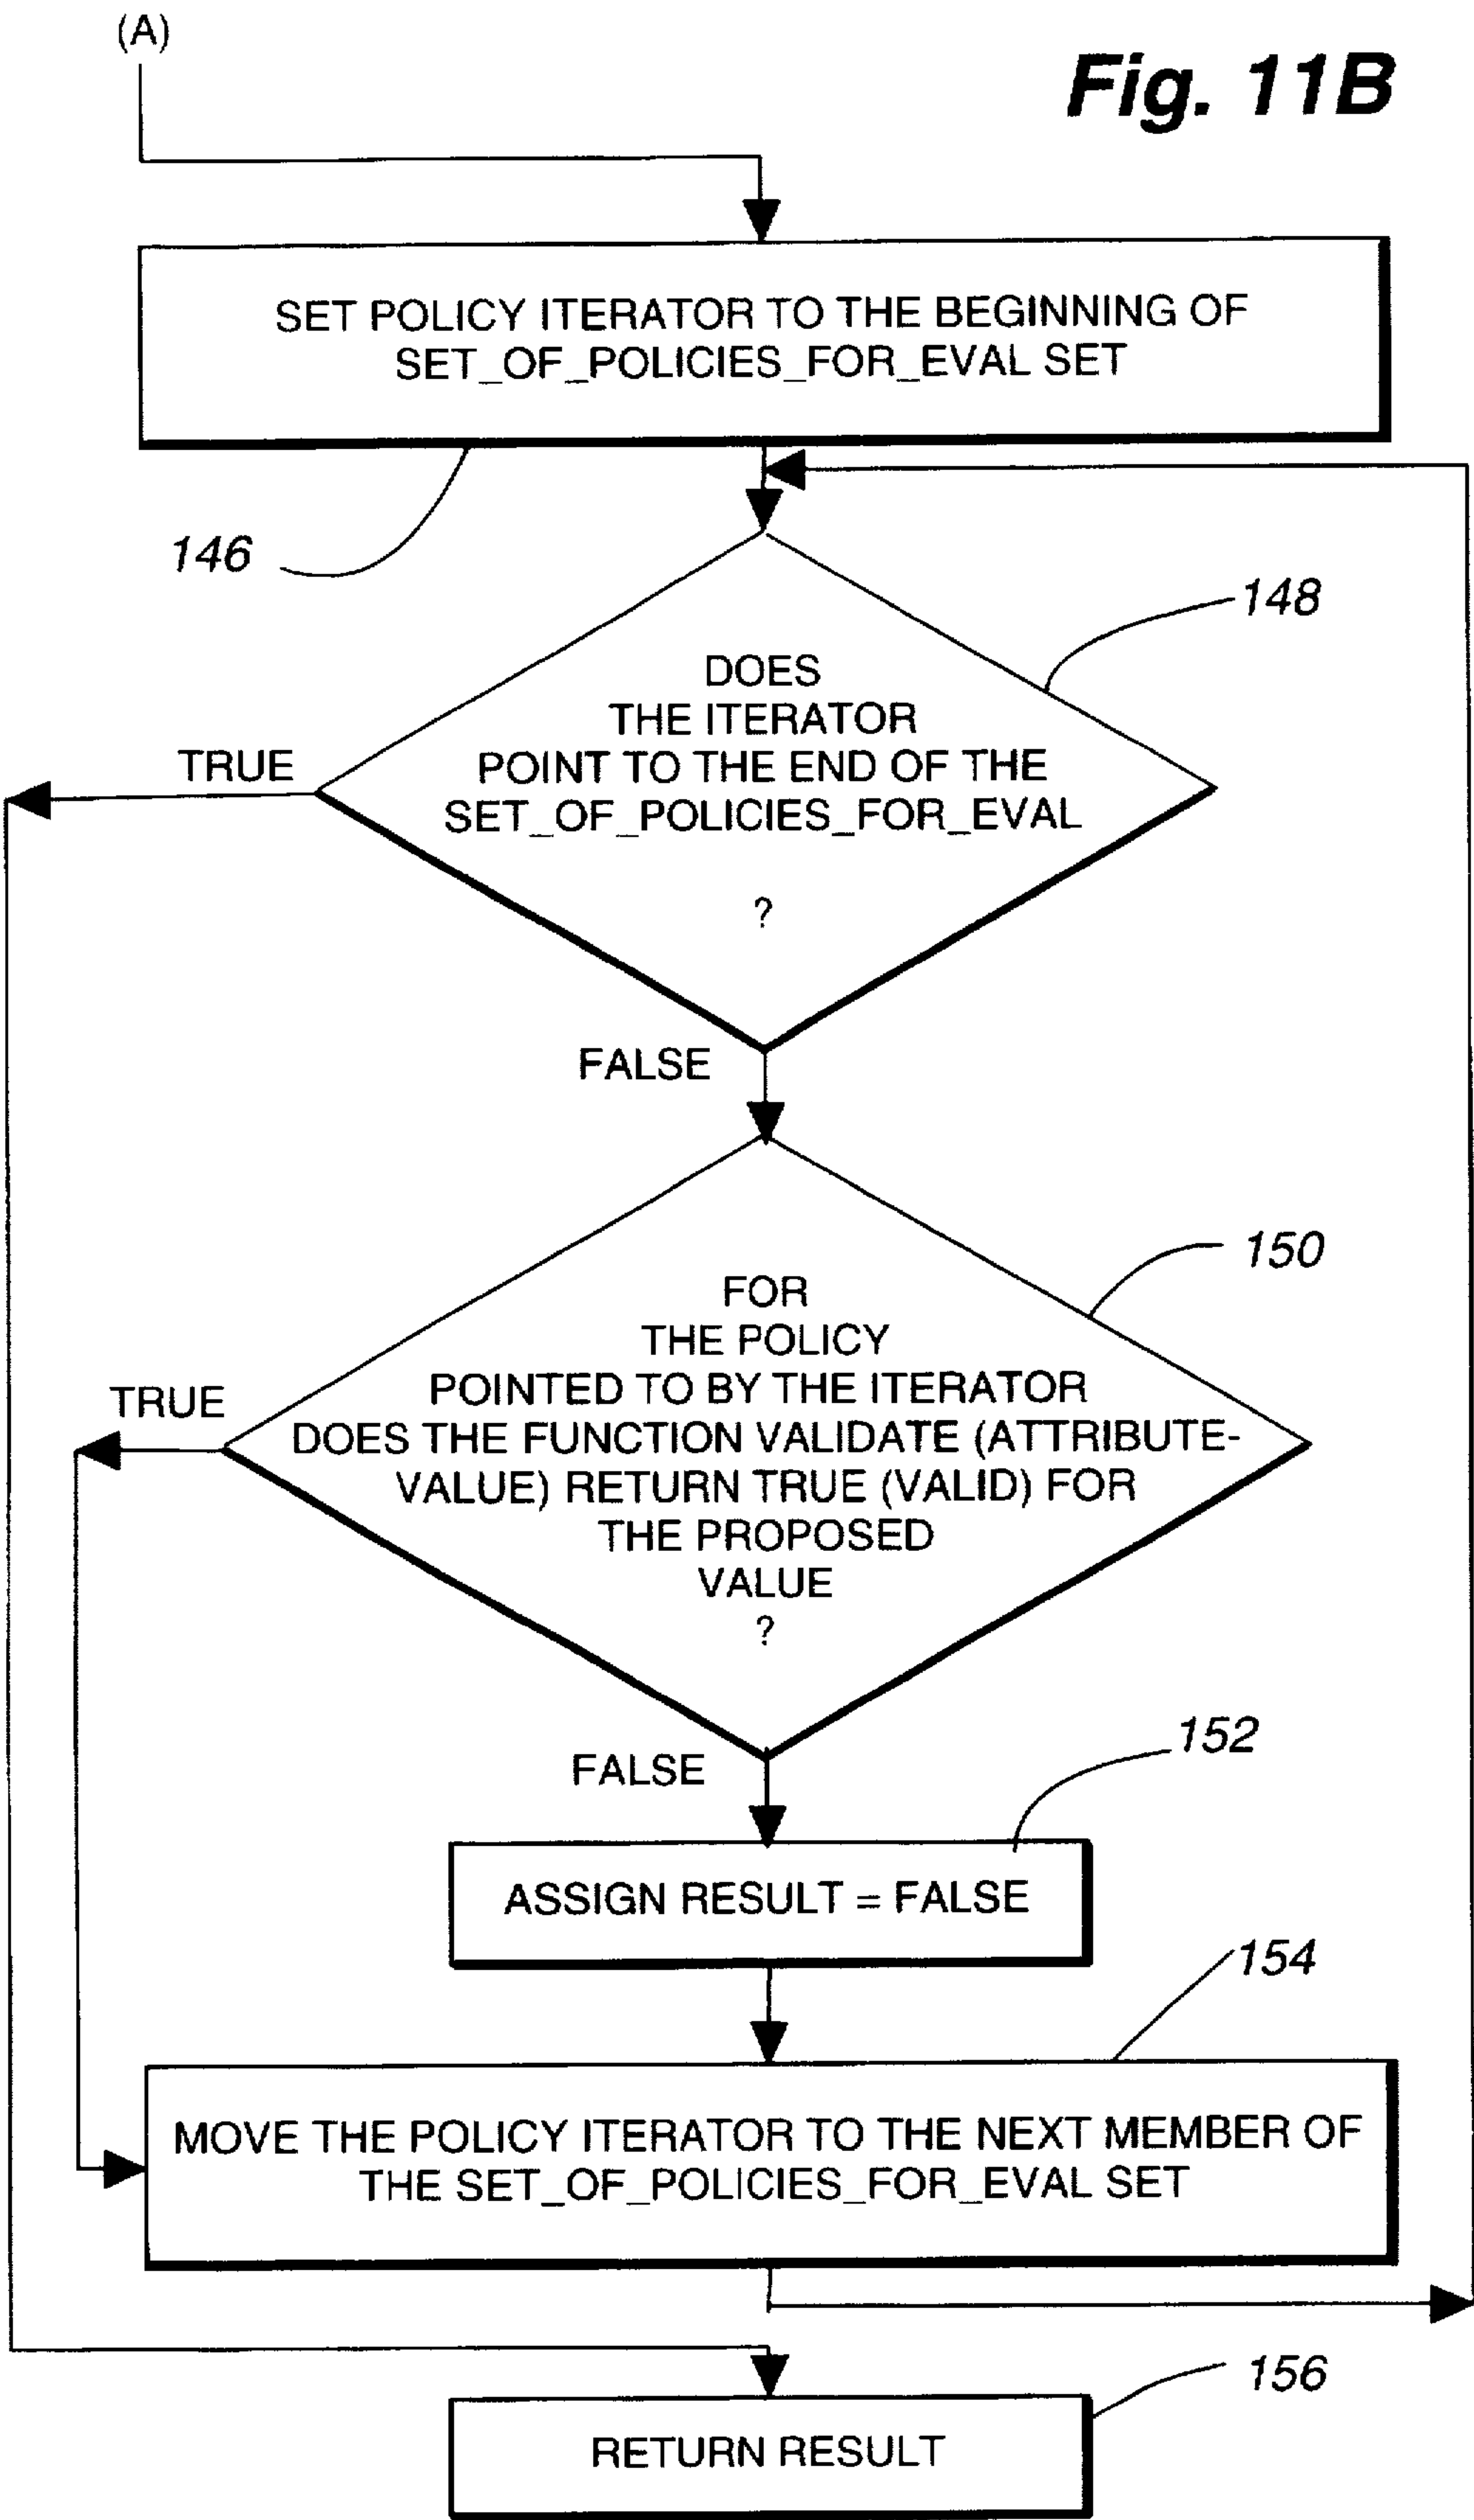 (A)
Fig. 11B
SET POLICY ITERATOR TO THE BEGINNING OF
SET_OF_POLICIES_FOR_EVAL SET
146
148
DOES
THE ITERATOR
POINT TO THE END OF THE
SET_OF_POLICIES_FOR_EVAL
?
TRUE
FALSE
150
FOR
THE POLICY
POINTED TO BY THE ITERATOR
DOES THE FUNCTION VALIDATE (ATTRIBUTE-
VALUE) RETURN TRUE (VALID) FOR
THE PROPOSED
VALUE
?
TRUE
FALSE
152
ASSIGN RESULT = FALSE
154
MOVE THE POLICY ITERATOR TO THE NEXT MEMBER OF
THE SET_OF_POLICIES_FOR_EVAL SET
156
RETURN RESULT